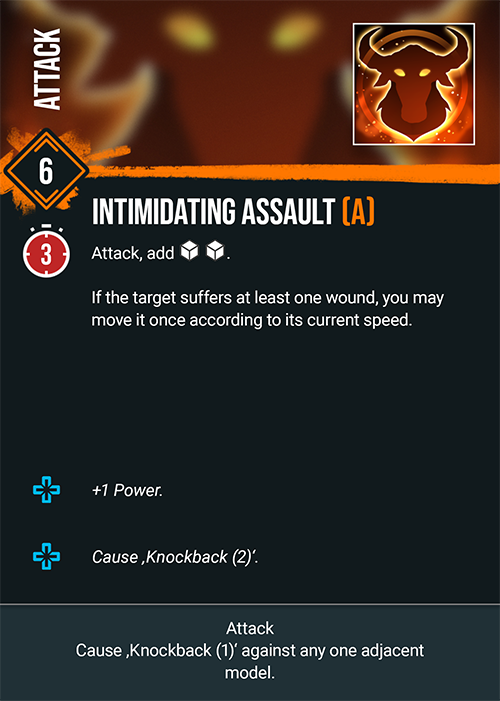 ATTACK
6
INTIMIDATING ASSAULT (A)
3
Attack, add .
If the target suffers at least one wound, you may
move it once according to its current speed.
+1 Power.
Cause ‚Knockback (2)‘.
Attack
Cause ‚Knockback (1)‘ against any one adjacent
model.